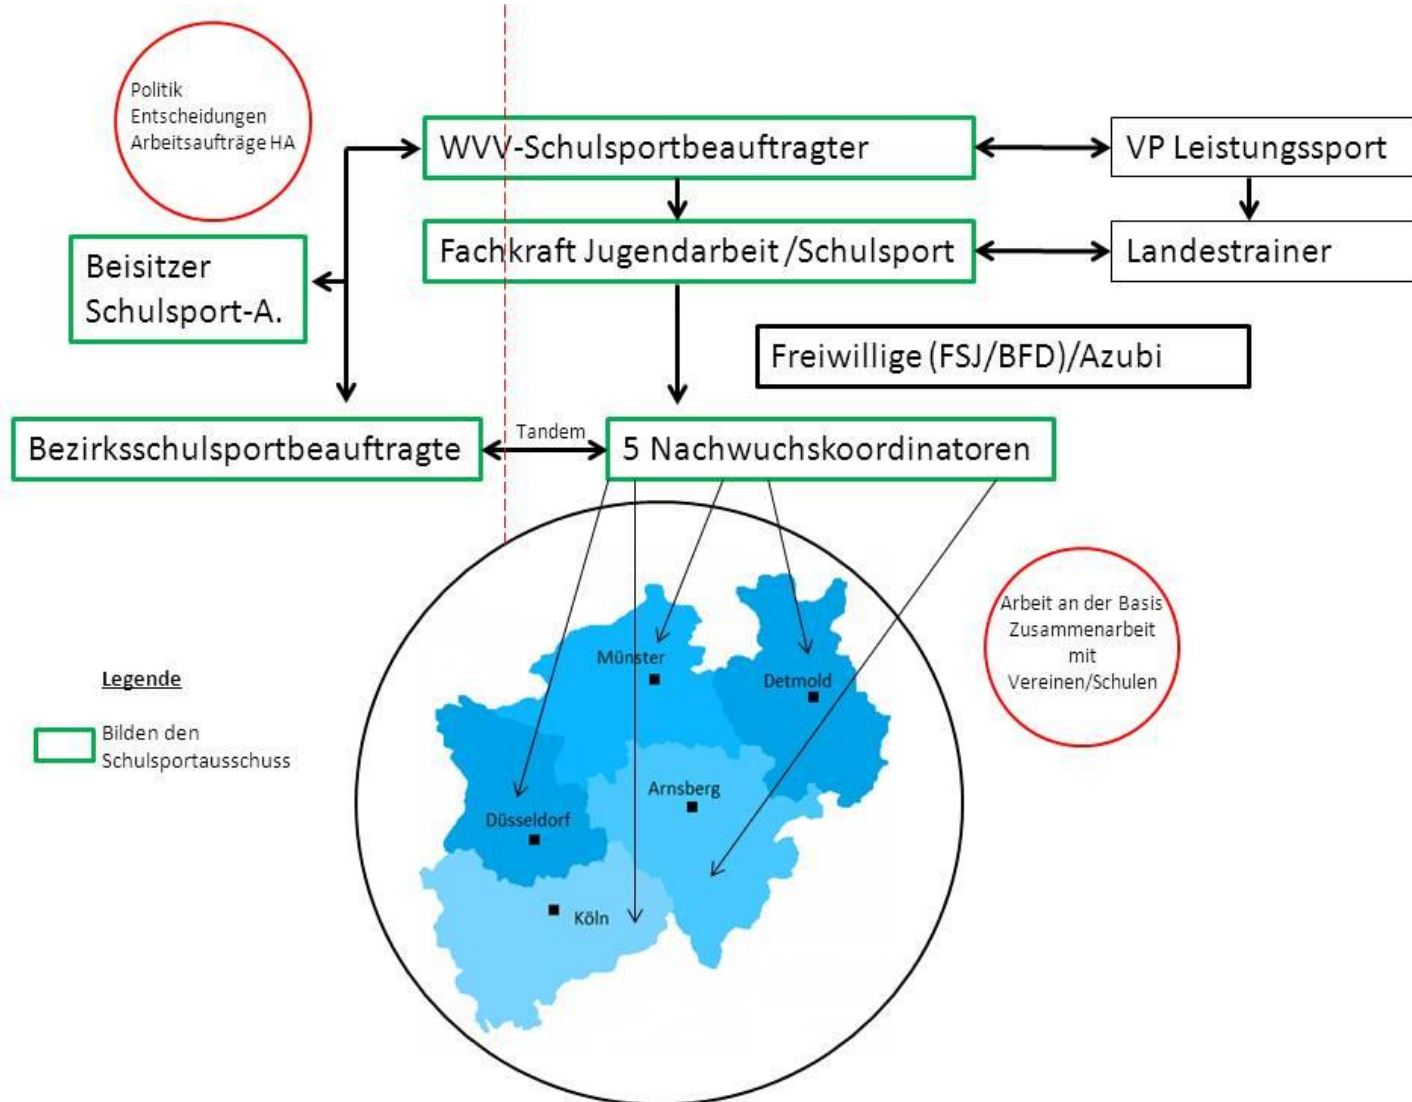 Politik
Entscheidungen
Arbeitsaufträge HA
WVV-Schulsportbeauftragter
VP Leistungssport
Beisitzer
Schulsport-A.
Fachkraft Jugendarbeit/Schulsport
Landestrainer
Freiwillige (FSJ/BFD)/Azubi
Bezirksschulsportbeauftragte
Tandem
5 Nachwuchskoordinatoren
Arbeit an der Basis
Zusammenarbeit
mit
Vereinen/Schulen
Münster
Detmold
Arnsberg
Düsseldorf
Köln
Legende
Bilden den
Schulsportausschuss